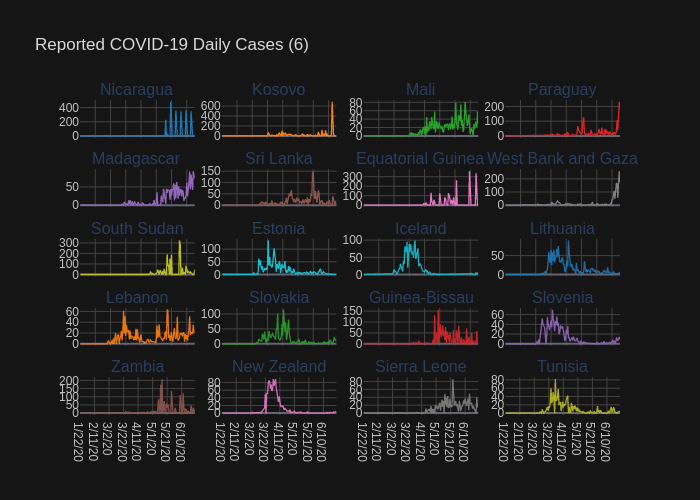 Reported COVID-19 Daily Cases (6)
Nicaragua Kosovo Mali Paraguay
400 200 0
600 400 200 0
80 60 40 20 0
200 100 0
Madagascar Sri Lanka Equatorial Guinea West Bank and Gaza
50 0
150 100 50 0
300 200 100 0
200 100 0
South Sudan Estonia Iceland Lithuania
300 200 100 0
100 50 0
100 50 0
50 0
Lebanon Slovakia Guinea-Bissau Slovenia
60 40 20 0
100 50 0
150 100 50 0
60 40 20 0
Zambia New Zealand Sierra Leone Tunisia
200 150 100 50 0
80 60 40 20 0
80 60 40 20 0
80 60 40 20 0
1/22/20 2/11/20 3/2/20 3/22/20 4/11/20 5/1/20 5/21/20 6/10/20
1/22/20 2/11/20 3/2/20 3/22/20 4/11/20 5/1/20 5/21/20 6/10/20
1/22/20 2/11/20 3/2/20 3/22/20 4/11/20 5/1/20 5/21/20 6/10/20
1/22/20 2/11/20 3/2/20 3/22/20 4/11/20 5/1/20 5/21/20 6/10/20